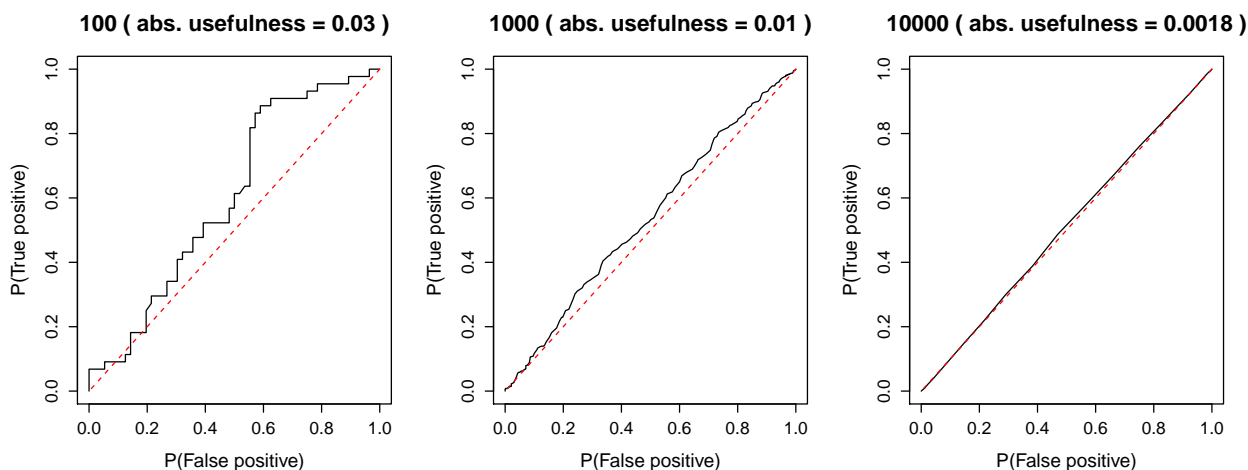 100 ( abs. usefulness = 0.03 )
1.0
0.8
0.6
0.4
0.2
0.0
P(True positive)
0.0 0.2 0.4 0.6 0.8 1.0
P(False positive)
1000 ( abs. usefulness = 0.01 )
1.0
0.8
0.6
0.4
0.2
0.0
P(True positive)
0.0 0.2 0.4 0.6 0.8 1.0
P(False positive)
10000 ( abs. usefulness = 0.0018 )
1.0
0.8
0.6
0.4
0.2
0.0
P(True positive)
0.0 0.2 0.4 0.6 0.8 1.0
P(False positive)